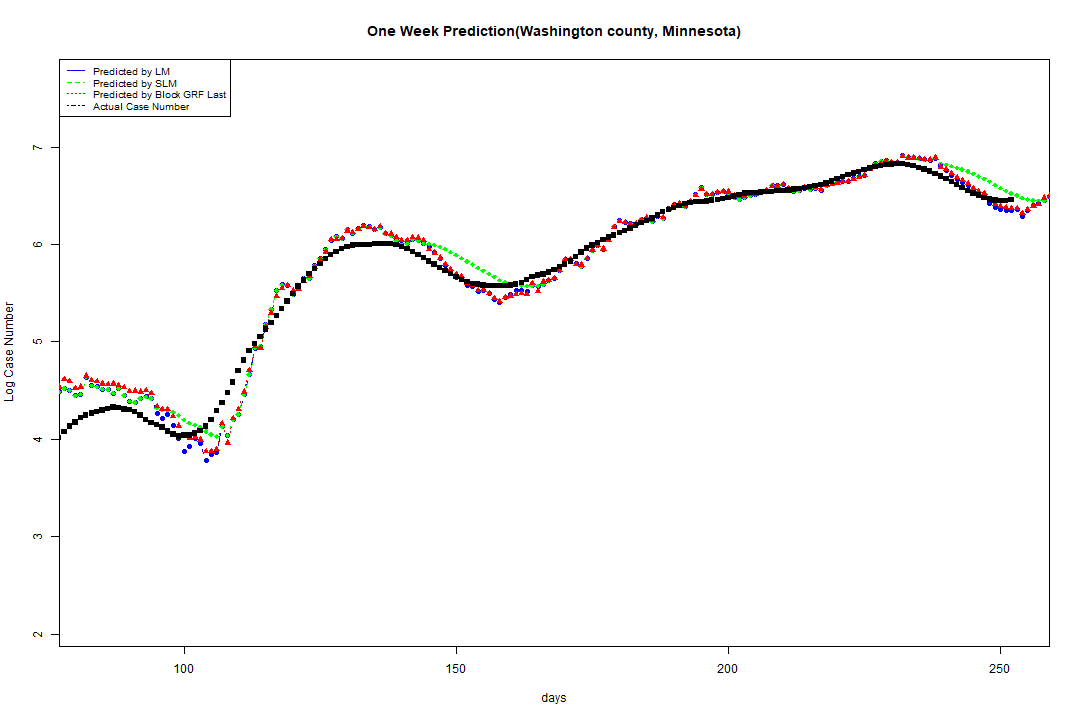 One Week Prediction(Washington county, Minnesota)
Predicted by LM
Predicted by SLM
Predicted by Block GRF Last
Actual Case Number
7
6
5
4
3
2
Log Case Number
100 150 200 250
days